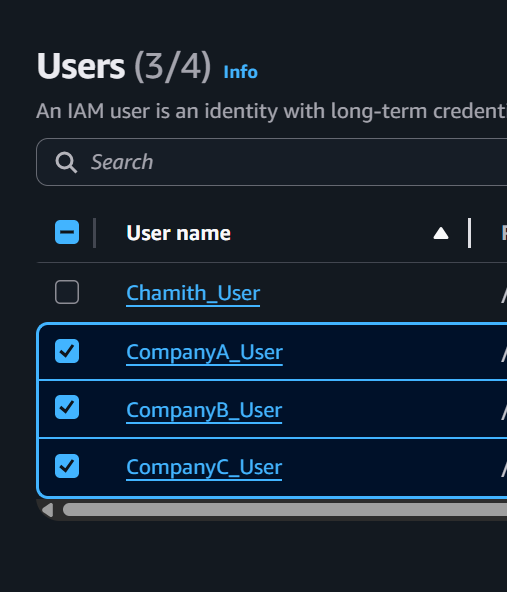 Users (3/4) Info
An IAM user is an identity with long-term credenti
Search
User name
Chamith_User /
CompanyA_User /
CompanyB_User /
CompanyC_User /